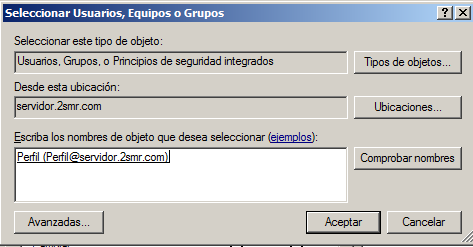 Seleccionar Usuarios, Equipos o Grupos
Seleccionar este tipo de objeto:
Usuarios, Grupos, o Principios de seguridad integrados
Tipos de objetos...
Desde esta ubicación:
servidor.2smr.com
Ubicaciones...
Escriba los nombres de objeto que desea seleccionar (ejemplos):
Perfil (Perfil@servidor.2smr.com)
Comprobar nombres
Avanzadas...
Aceptar
Cancelar